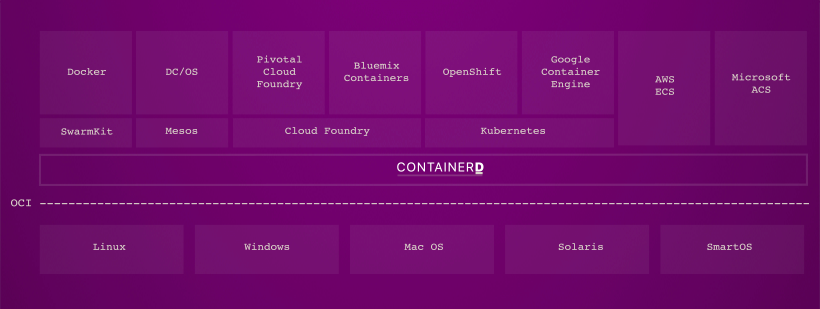 Docker
DC/OS
Pivotal
Cloud
Foundry
Bluemix
Containers
OpenShift
Google
Container
Engine
AWS
ECS
Microsoft
ACS
SwarmKit
Mesos
Cloud Foundry
Kubernetes
CONTAINERD
OCI
Linux
Windows
Mac OS
Solaris
SmartOS